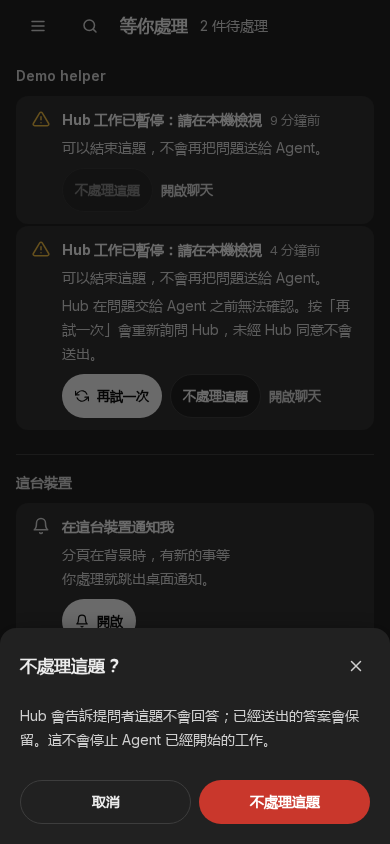 等你處理 2 件待處理
Demo helper
Hub 工作已暫停：請在本機檢視 9 分鐘前
可以結束這題，不會再把問題送給 Agent。
不處理這題 開啟聊天
Hub 工作已暫停：請在本機檢視 4 分鐘前
可以結束這題，不會再把問題送給 Agent。
Hub 在問題交給 Agent 之前無法確認。按「再
試一次」會重新詢問 Hub，未經 Hub 同意不會
送出。
再試一次 不處理這題 開啟聊天
這台裝置
在這台裝置通知我
分頁在背景時，有新的事等
你處理就跳出桌面通知。
開啟
不處理這題？
Hub 會告訴提問者這題不會回答；已經送出的答案會保
留。這不會停止 Agent 已經開始的工作。
取消 不處理這題